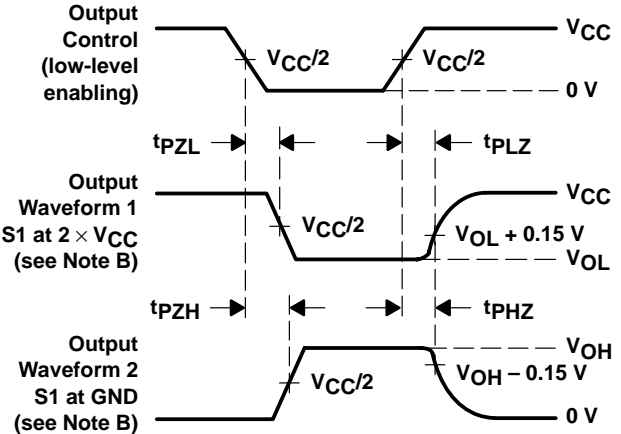 Output
Control
(low-level
enabling)
VCC/2
VCC/2
VCC
0 V
tPZL
tPLZ
Output
Waveform 1
S1 at 2 × VCC
(see Note B)
VCC/2
VCC
VOL + 0.15 V
VOL
tPZH
tPHZ
Output
Waveform 2
S1 at GND
(see Note B)
VCC/2
VOH
VOH – 0.15 V
0 V